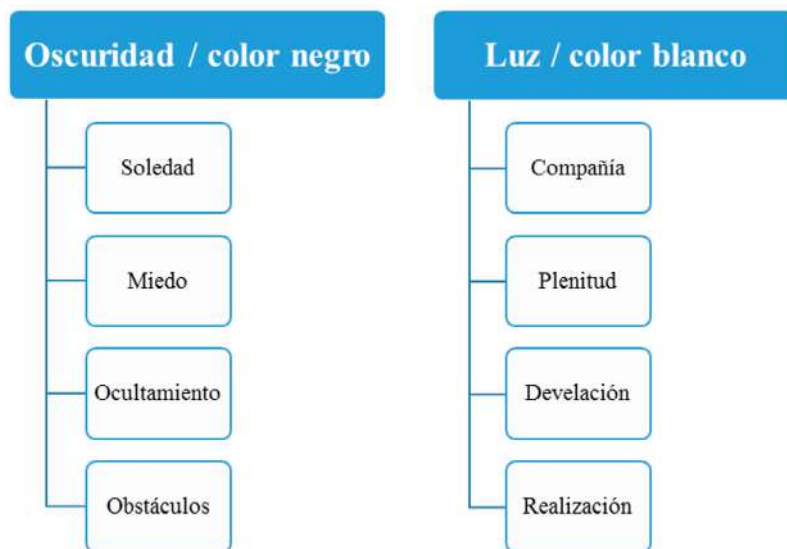 Oscuridad / color negro
Soledad
Miedo
Ocultamiento
Obstáculos
Luz / color blanco
Compañía
Plenitud
Develación
Realización